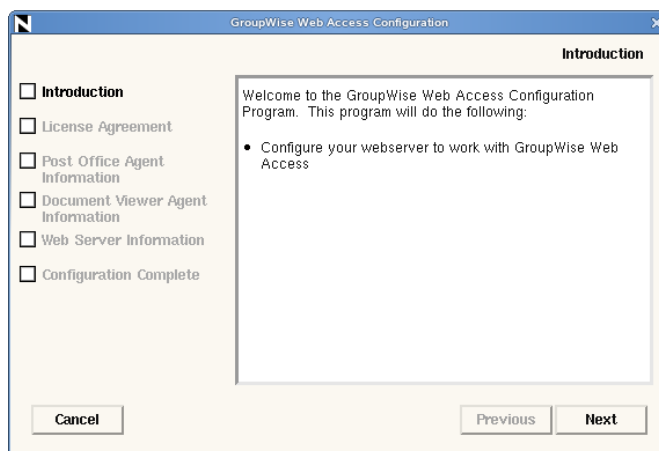 GroupWise Web Access Configuration
Introduction
Introduction
License Agreement
Post Office Agent
Information
Document Viewer Agent
Information
Web Server Information
Configuration Complete
Welcome to the GroupWise Web Access Configuration
Program. This program will do the following:
• Configure your webserver to work with GroupWise Web
Access
Cancel
Previous
Next